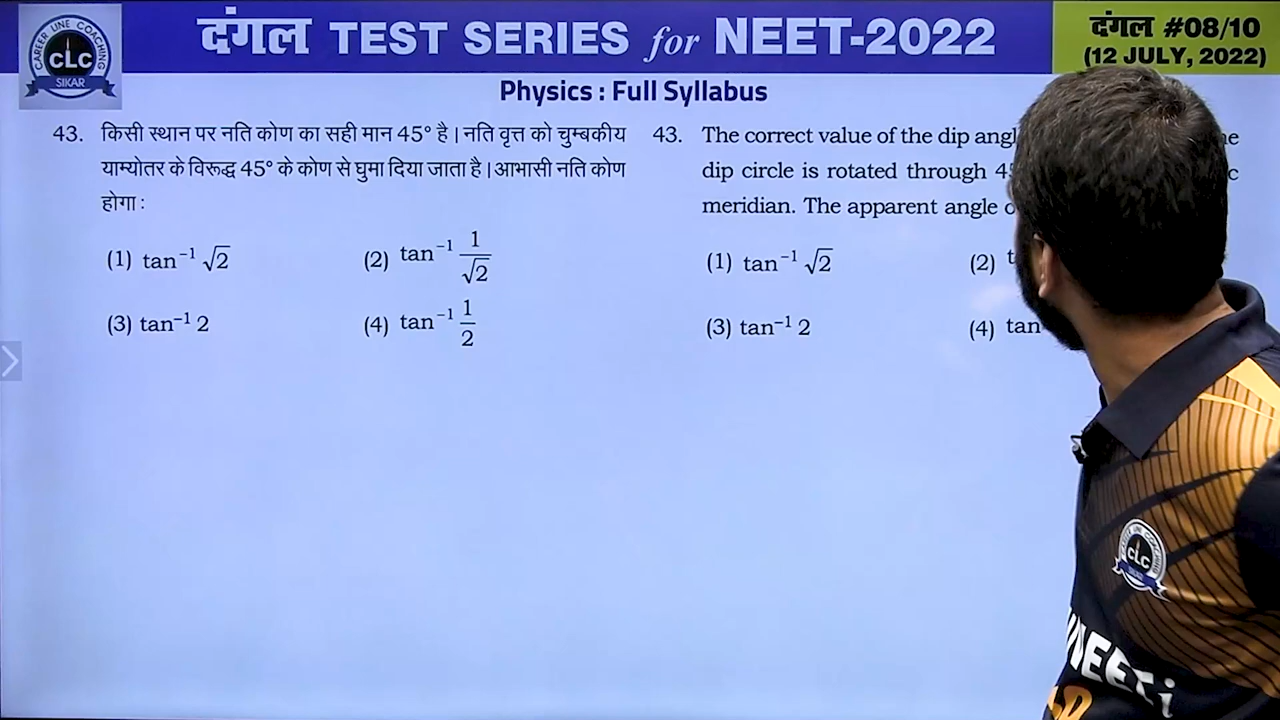 दंगल TEST SERIES for NEET-2022
दंगल #08/10
(12 JULY, 2022)
CAREER LINE COACHING
CLC
SIKAR
Physics : Full Syllabus
43. किसी स्थान पर नति कोण का सही मान 45° है। नति वृत्त को चुम्बकीय
याम्योतर के विरूद्ध 45° के कोण से घुमा दिया जाता है। आभासी नति कोण
होगा :
(1) tan⁻¹ √2 (2) tan⁻¹ 1/√2
(3) tan⁻¹ 2 (4) tan⁻¹ 1/2
43. The correct value of the dip
dip circle is rotated through
meridian. The apparent angle
(1) tan⁻¹ √2 (2)
(3) tan⁻¹ 2 (4) tan
CLC